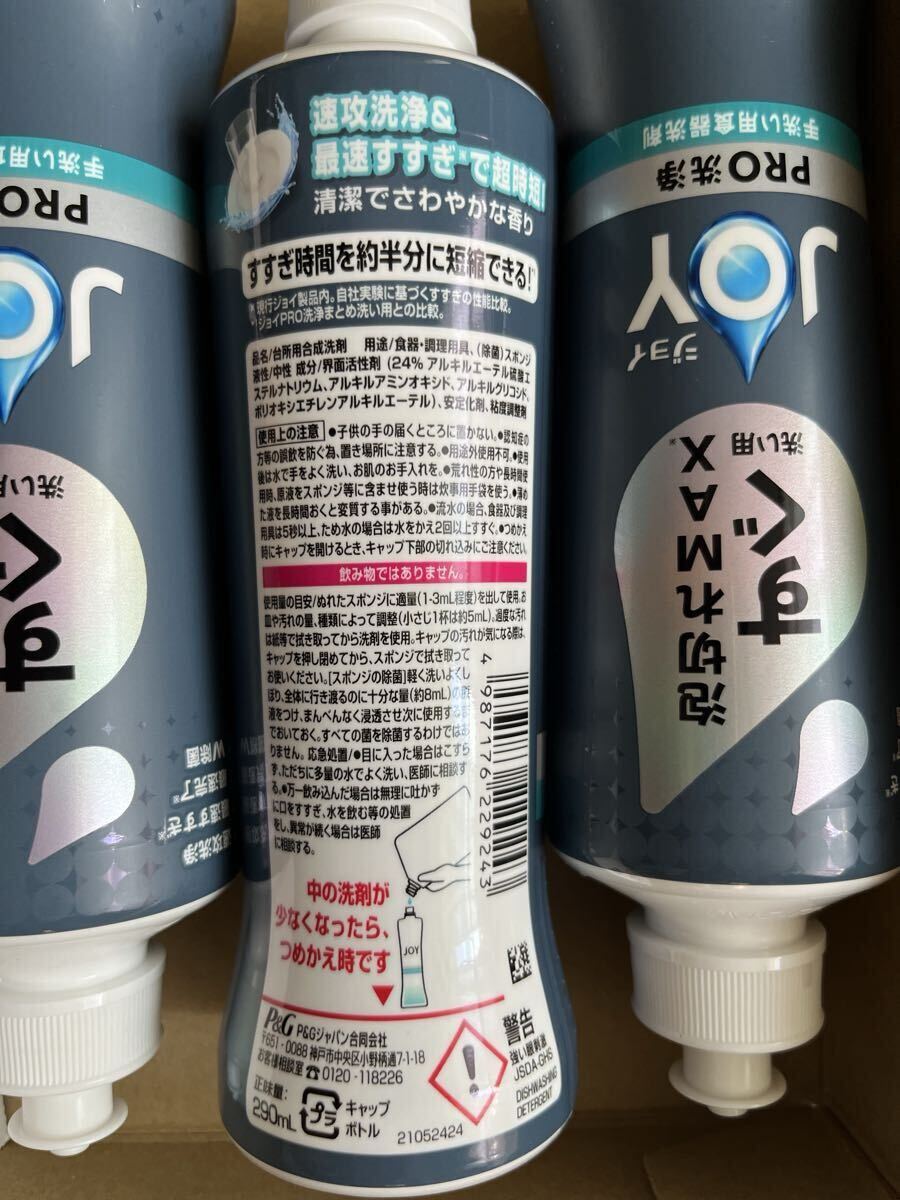 速攻洗浄&
最速すすぎ※で超時短!
清潔でさわやかな香り
すすぎ時間を約半分に短縮できる!※
現行ジョイ製品内。自社実験に基づくすすぎの性能比較。
ジョイPRO洗浄まとめ洗い用との比較。
品名/台所用合成洗剤 用途/食器・調理用具、(除菌)スポンジ
液性/中性 成分/界面活性剤(24% アルキルエーテル硫酸エ
ステルナトリウム、アルキルアミンオキシド、アルキルグリコシド、
ポリオキシエチレンアルキルエーテル)、安定化剤、粘度調整剤
使用上の注意 ●子供の手の届くところに置かない。●認知症の
方等の誤飲を防ぐ為、置き場所に注意する。●用途外使用不可。●使用
後は水で手をよく洗い、お肌のお手入れを。●荒れ性の方や長時間使
用時、原液をスポンジ等に含ませ使う時は炊事用手袋を使う。●薄め
た液を長時間おくと変質する事がある。●流水の場合、食器及び調理
用具は5秒以上、ため水の場合は水をかえ2回以上すすぐ。●つめかえ
時にキャップを開けるとき、キャップ下部の切れ込みにご注意ください。
飲み物ではありません。
使用量の目安/ぬれたスポンジに適量(1-3mL程度)を出して使用。お
皿や汚れの量、種類によって調整(小さじ1杯は約5mL)。過度な汚れ
は紙等で拭き取ってから洗剤を使用。キャップの汚れが気になる際は、
キャップを押し閉めてから、スポンジで拭き取って
お使いください。[スポンジの除菌]軽く洗いよくし
ぼり、全体に行き渡るのに十分な量(約8mL)の原
液をつけ、まんべんなく浸透させ次に使用するま
でおいておく。すべての菌を除菌するわけではあ
りません。応急処置/●目に入った場合はこすら
ず、ただちに多量の水でよく洗い、医師に相談す
る。●万一飲み込んだ場合は無理に吐かず
に口をすすぎ、水を飲む等の処置
をし、異常が続く場合は医師
に相談する。
4 987176 229243
中の洗剤が
少なくなったら、
つめかえ時です
JOY
P&G P&Gジャパン合同会社
〒651-0088 神戸市中央区小野柄通7-1-18
お客様相談室 ☎0120-118226
正味量:
290mL
プラ
キャップ
ボトル
21052424
警告
強い眼刺激
JSDA-GHS
DISHWASHING
DETERGENT
手洗い用食器洗剤
PRO洗浄
JOY
ジョイ
泡切れMAX※
すぐ
洗い用
手洗い用
PRO
JOY
すぐ
洗い用
速攻洗浄
最速すすぎ※
最速完了※
W除菌